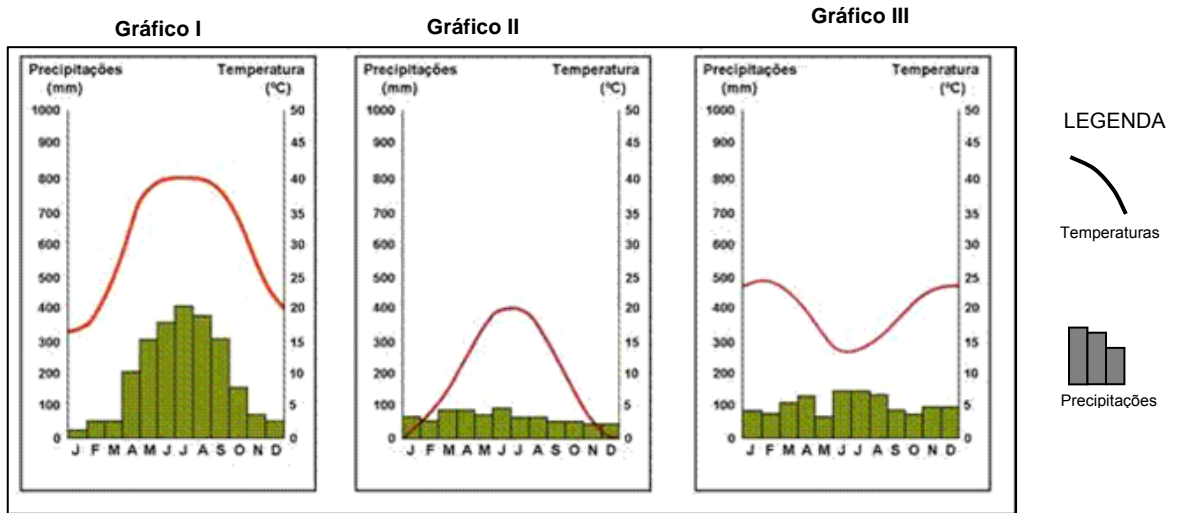 Gráfico I
Gráfico II
Gráfico III
Precipitações Temperatura
(mm) (ºC)
1000 50
900 45
800 40
700 35
600 30
500 25
400 20
300 15
200 10
100 5
0 0
J F M A M J J A S O N D
Precipitações Temperatura
(mm) (ºC)
1000 50
900 45
800 40
700 35
600 30
500 25
400 20
300 15
200 10
100 5
0 0
J F M A M J J A S O N D
Precipitações Temperatura
(mm) (ºC)
1000 50
900 45
800 40
700 35
600 30
500 25
400 20
300 15
200 10
100 5
0 0
J F M A M J J A S O N D
LEGENDA
Temperaturas
Precipitações